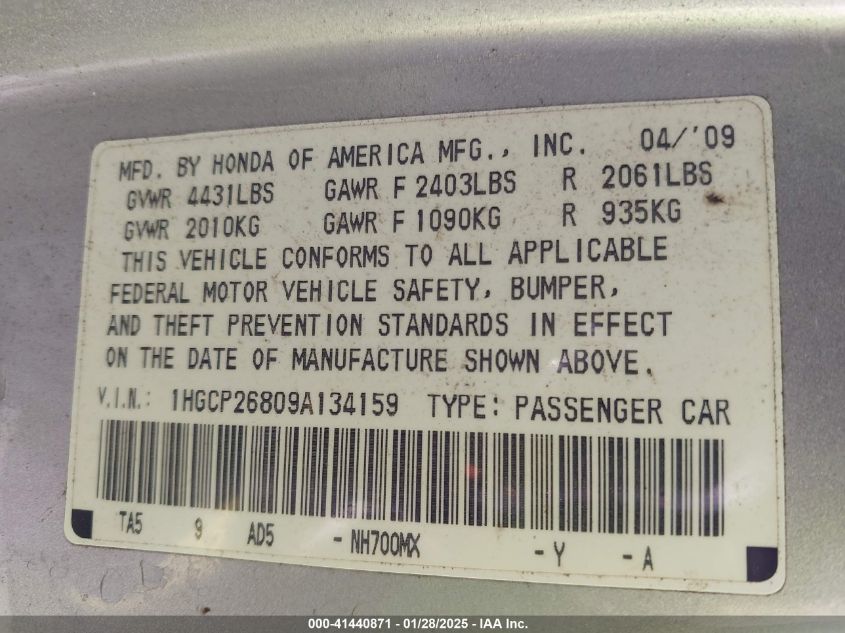 MFD. BY HONDA OF AMERICA MFG., INC. 04/'09
GVWR 4431LBS GAWR F 2403LBS R 2061LBS
GVWR 2010KG GAWR F 1090KG R 935KG
THIS VEHICLE CONFORMS TO ALL APPLICABLE
FEDERAL MOTOR VEHICLE SAFETY, BUMPER,
AND THEFT PREVENTION STANDARDS IN EFFECT
ON THE DATE OF MANUFACTURE SHOWN ABOVE.
V.I.N.: 1HGCP26809A134159 TYPE: PASSENGER CAR
TA5 9 AD5 - NH700MX - Y - A
000-41440871 - 01/28/2025 - IAA Inc.